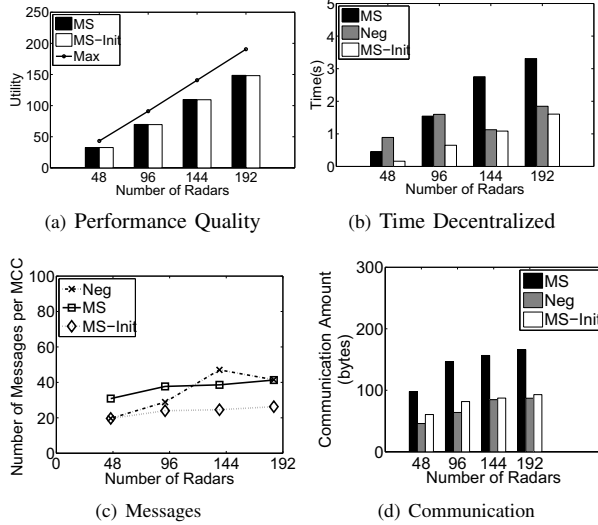 250
200
150
100
50
0
Utility
MS
MS-Init
Max
48 96 144 192
Number of Radars
(a) Performance Quality
5
4
3
2
1
0
Time(s)
MS
Neg
MS-Init
48 96 144 192
Number of Radars
(b) Time Decentralized
100
80
60
40
20
0
Number of Messages per MCC
Neg
MS
MS-Init
0 48 96 144 192
Number of Radars
(c) Messages
300
200
100
0
Communication Amount
(bytes)
MS
Neg
MS-Init
48 96 144 192
Number of Radars
(d) Communication